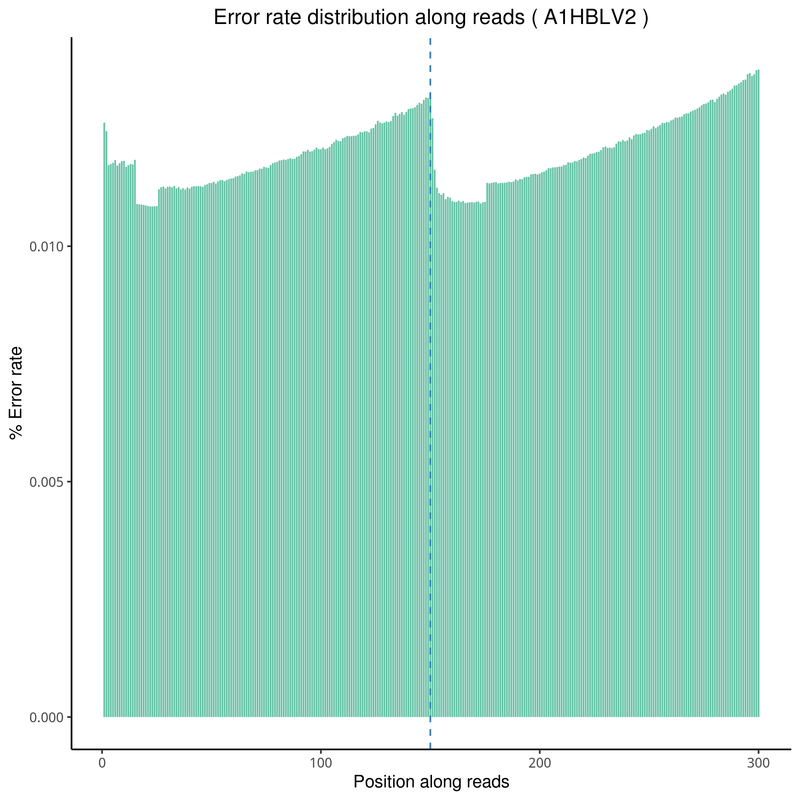 Error rate distribution along reads ( A1HBLV2 )
% Error rate
0.010
0.005
0.000
0
100
200
300
Position along reads